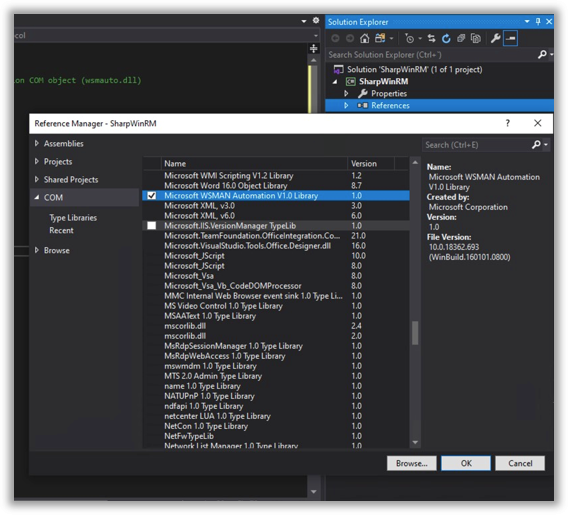 Solution Explorer
col
Search Solution Explorer (Ctrl+¨)
on COM object (wsmauto.dll)
Solution 'SharpWinRM' (1 of 1 project)
SharpWinRM
Properties
References
Reference Manager - SharpWinRM
? ×
Assemblies
Projects
Shared Projects
COM
Type Libraries
Recent
Browse
Name Version
Microsoft WMI Scripting V1.2 Library 1.2
Microsoft Word 16.0 Object Library 8.7
Microsoft WSMAN Automation V1.0 Library 1.0
Microsoft XML, v3.0 3.0
Microsoft XML, v6.0 6.0
Microsoft.IIS.VersionManager TypeLib 1.0
Microsoft.TeamFoundation.OfficeIntegration.Co... 21.0
Microsoft.VisualStudio.Tools.Office.Designer.dll 16.0
Microsoft_JScript 10.0
Microsoft_JScript 8.0
Microsoft_Vsa 8.0
Microsoft_Vsa_Vb_CodeDOMProcessor 8.0
MMC Internal Web Browser event sink 1.0 Type Li... 1.0
MS Video Control 1.0 Type Library 1.0
MSAAText 1.0 Type Library 1.0
mscorlib.dll 2.4
mscorlib.dll 2.0
MsRdpSessionManager 1.0 Type Library 1.0
MsRdpWebAccess 1.0 Type Library 1.0
mswmdm 1.0 Type Library 1.0
MTS 2.0 Admin Type Library 2.0
name 1.0 Type Library 1.0
NATUPnP 1.0 Type Library 1.0
ndfapi 1.0 Type Library 1.0
netcenter LUA 1.0 Type Library 1.0
NetCon 1.0 Type Library 1.0
NetFwTypeLib 1.0
Network List Manager 1.0 Type Library 1.0
Search (Ctrl+E)
Name:
Microsoft WSMAN Automation
V1.0 Library
Created by:
Microsoft Corporation
Version:
1.0
File Version:
10.0.18362.693
(WinBuild.160101.0800)
Browse... OK Cancel